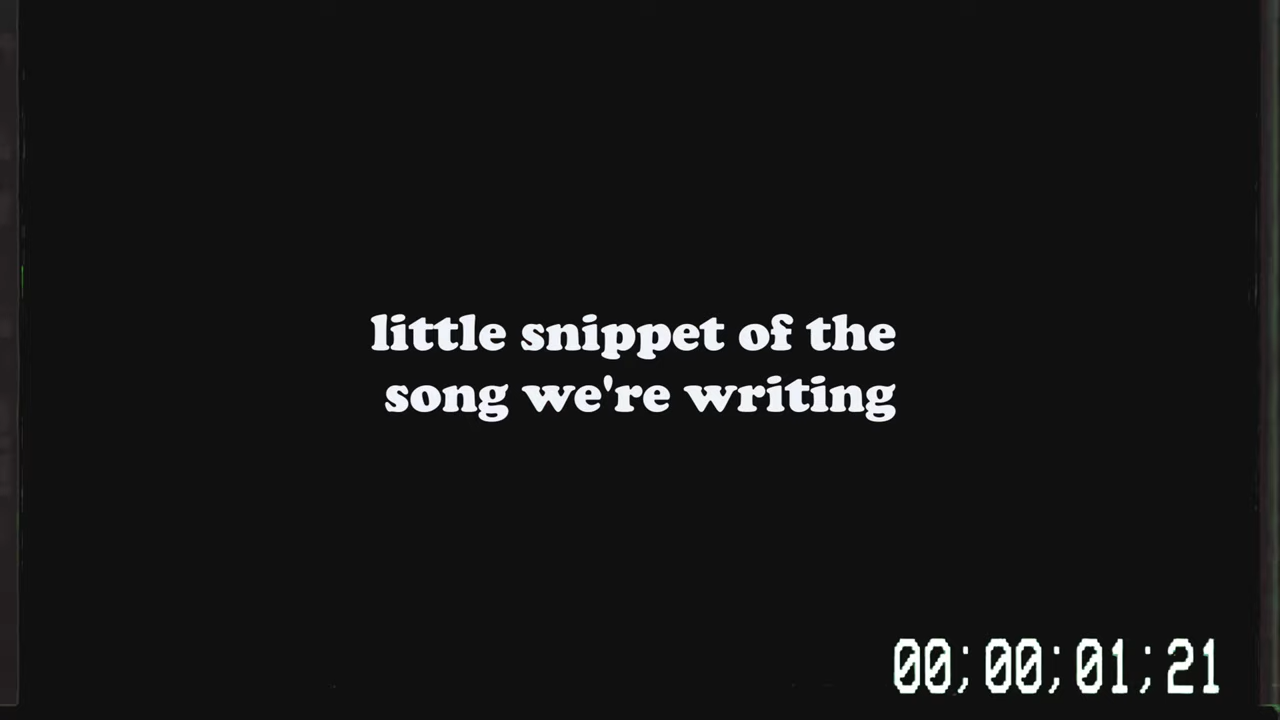 little snippet of the
song we're writing
00;00;01;21